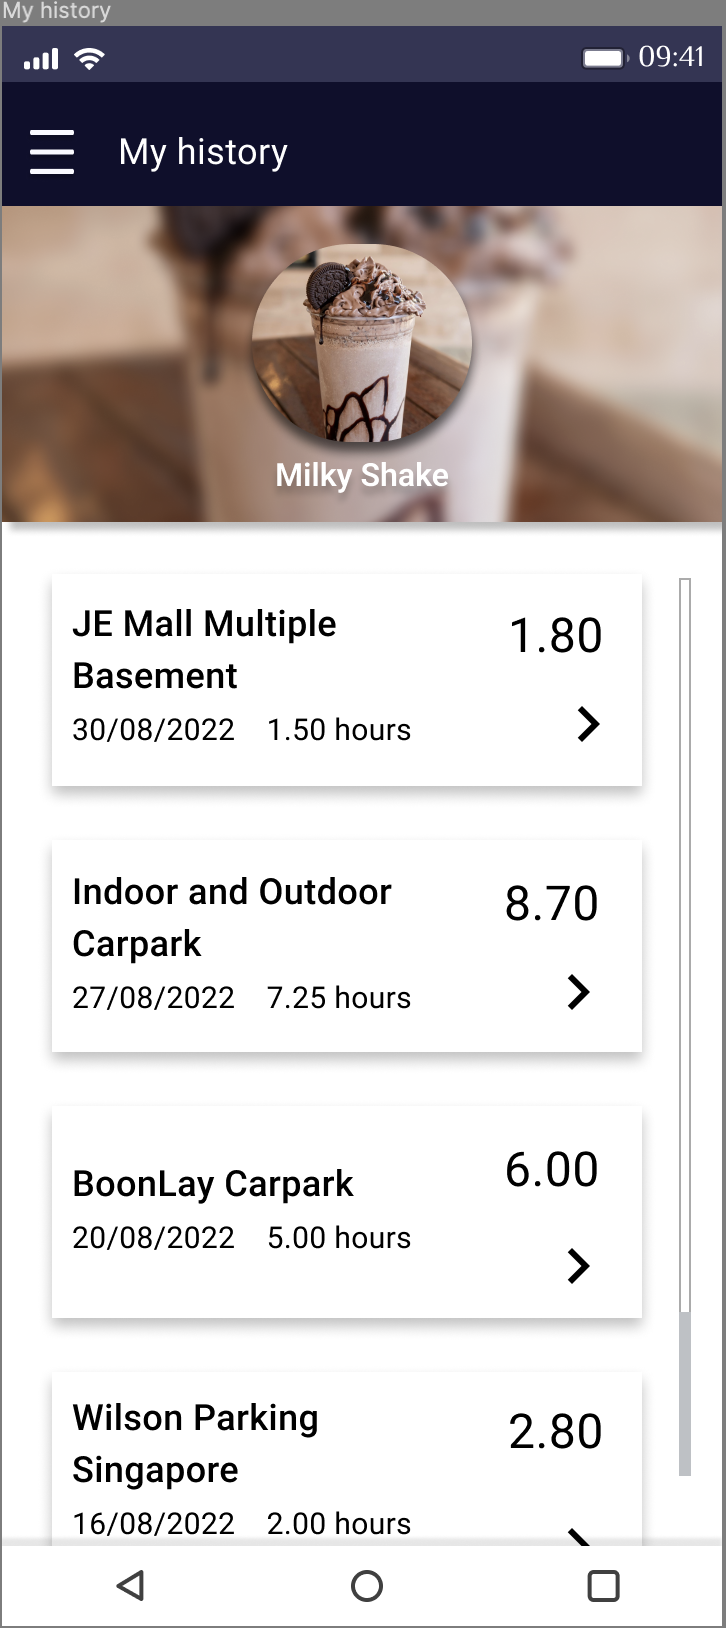 My history
09:41
My history
Milky Shake
JE Mall Multiple
Basement
1.80
30/08/2022 1.50 hours
Indoor and Outdoor
Carpark
8.70
27/08/2022 7.25 hours
BoonLay Carpark
6.00
20/08/2022 5.00 hours
Wilson Parking
Singapore
2.80
16/08/2022 2.00 hours